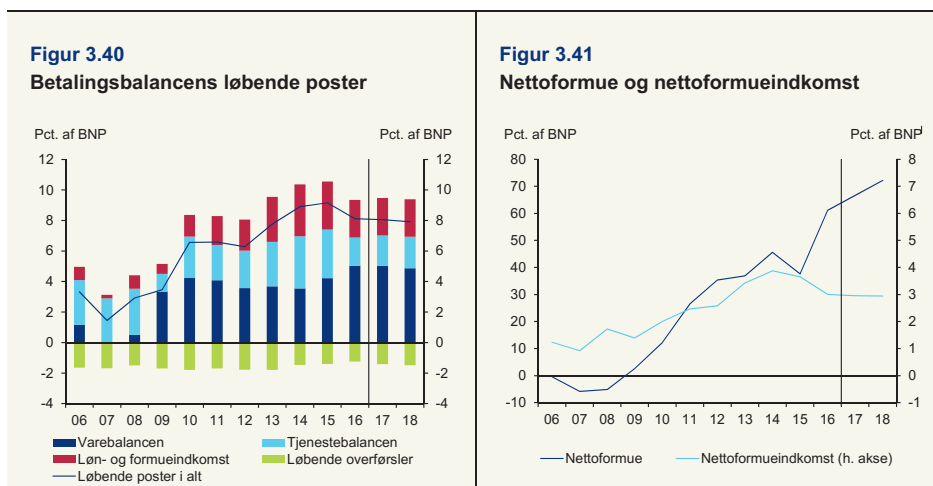 Figur 3.40
Betalingsbalancens løbende poster
Pct. af BNP Pct. af BNP
12 12
10 10
8 8
6 6
4 4
2 2
0 0
-2 -2
-4 -4
06 07 08 09 10 11 12 13 14 15 16 17 18
Varebalancen Tjenestebalancen
Løn- og formueindkomst Løbende overførsler
Løbende poster i alt
Figur 3.41
Nettoformue og nettoformueindkomst
Pct. af BNP Pct. af BNP
80 8
70 7
60 6
50 5
40 4
30 3
20 2
10 1
0 0
-10 -1
06 07 08 09 10 11 12 13 14 15 16 17 18
Nettoformue Nettoformueindkomst (h. akse)